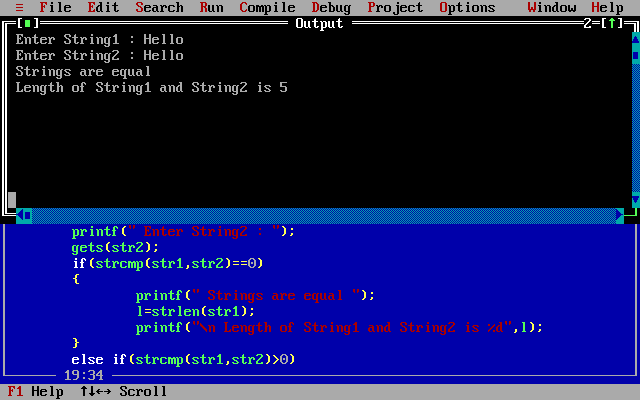 ≡ File Edit Search Run Compile Debug Project Options Window Help
[■] Output 2=[↑]
Enter String1 : Hello
Enter String2 : Hello
Strings are equal
Length of String1 and String2 is 5
printf(" Enter String2 : ");
gets(str2);
if(strcmp(str1,str2)==0)
{
printf(" Strings are equal ");
l=strlen(str1);
printf("\n Length of String1 and String2 is %d",l);
}
else if(strcmp(str1,str2)>0)
19:34
F1 Help ↑↓↔ Scroll